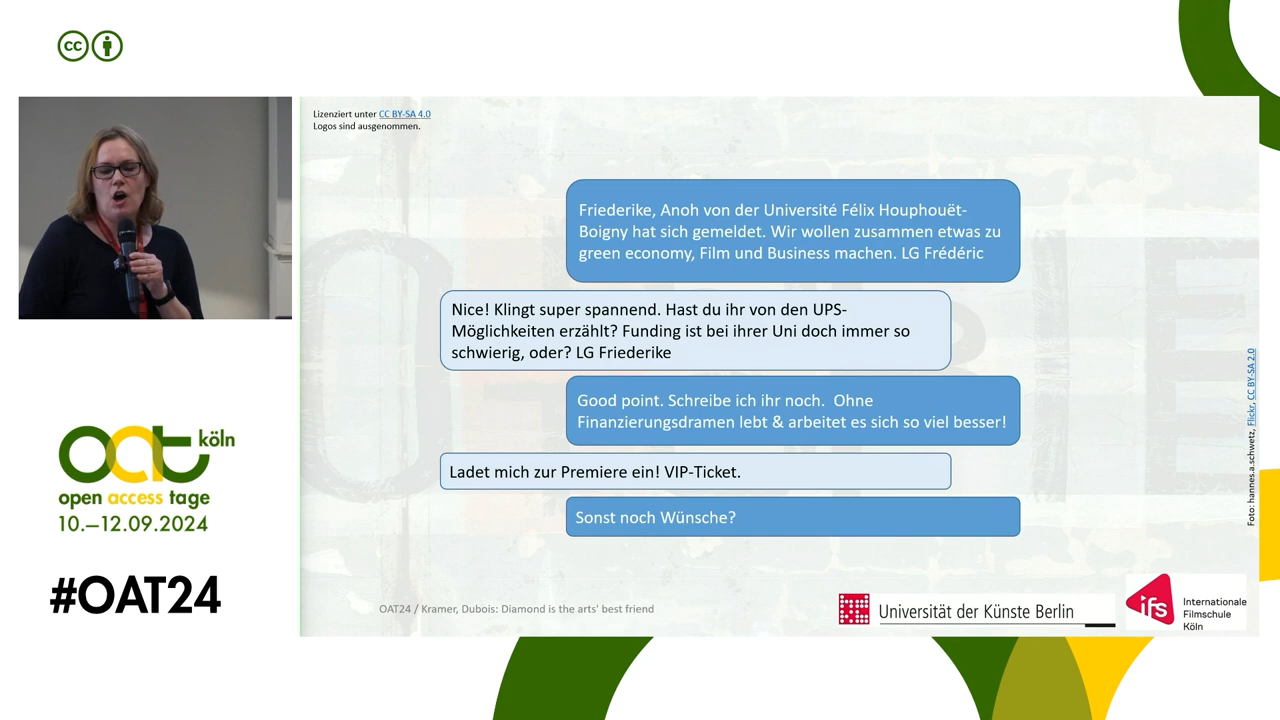 Lizenziert unter CC BY-SA 4.0
Logos sind ausgenommen.
Friederike, Anoh von der Université Félix Houphouët-
Boigny hat sich gemeldet. Wir wollen zusammen etwas zu
green economy, Film und Business machen. LG Frédéric
Nice! Klingt super spannend. Hast du ihr von den UPS-
Möglichkeiten erzählt? Funding ist bei ihrer Uni doch immer so
schwierig, oder? LG Friederike
Good point. Schreibe ich ihr noch.  Ohne
Finanzierungsdramen lebt & arbeitet es sich so viel besser!
Ladet mich zur Premiere ein! VIP-Ticket.
Sonst noch Wünsche?
Foto: hannes.a.schwetz, Flickr, CC BY-SA 2.0
OAT24 / Kramer, Dubois: Diamond is the arts' best friend
Universität der Künste Berlin
ifs
Internationale
Filmschule
Köln
cc
oat köln
open access tage
10.–12.09.2024
#OAT24